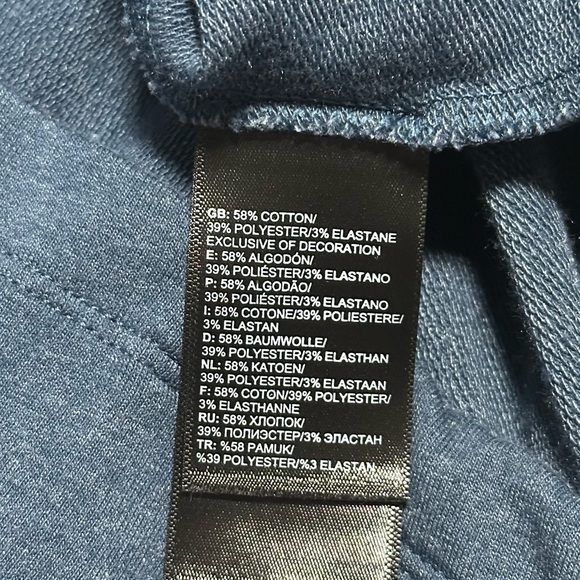 GB: 58% COTTON/
39% POLYESTER/3% ELASTANE
EXCLUSIVE OF DECORATION
E: 58% ALGODÓN/
39% POLIÉSTER/3% ELASTANO
P: 58% ALGODÃO/
39% POLIÉSTER/3% ELASTANO
I: 58% COTONE/39% POLIESTERE/
3% ELASTAN
D: 58% BAUMWOLLE/
39% POLYESTER/3% ELASTHAN
NL: 58% KATOEN/
39% POLYESTER/3% ELASTAAN
F: 58% COTON/39% POLYESTER/
3% ELASTHANNE
RU: 58% ХЛОПОК/
39% ПОЛИЭСТЕР/3% ЭЛАСТАН
TR: %58 PAMUK/
%39 POLYESTER/%3 ELASTAN